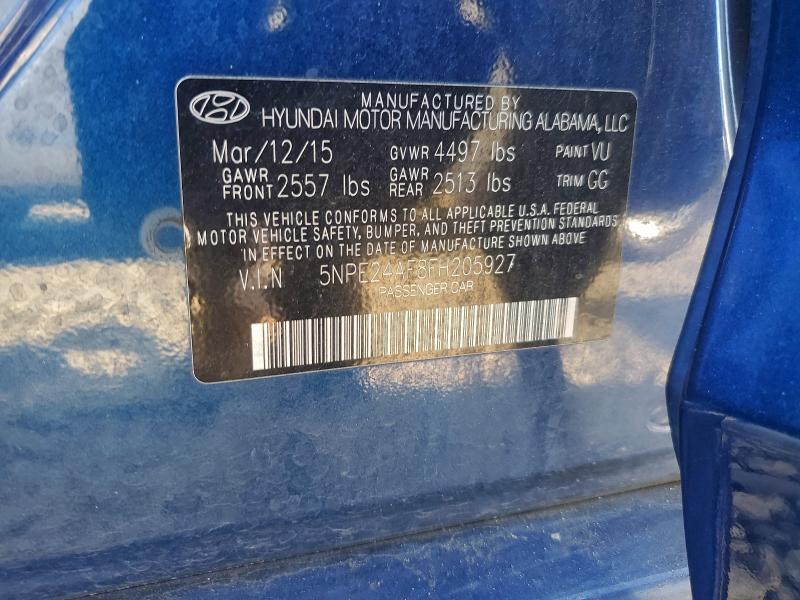 MANUFACTURED BY
HYUNDAI MOTOR MANUFACTURING ALABAMA, LLC
Mar/12/15 GVWR 4497 lbs PAINT VU
GAWR FRONT 2557 lbs GAWR REAR 2513 lbs TRIM GG
THIS VEHICLE CONFORMS TO ALL APPLICABLE U.S.A. FEDERAL
MOTOR VEHICLE SAFETY, BUMPER, AND THEFT PREVENTION STANDARDS
IN EFFECT ON THE DATE OF MANUFACTURE SHOWN ABOVE
V.I.N 5NPE24AF8FH205927
PASSENGER CAR